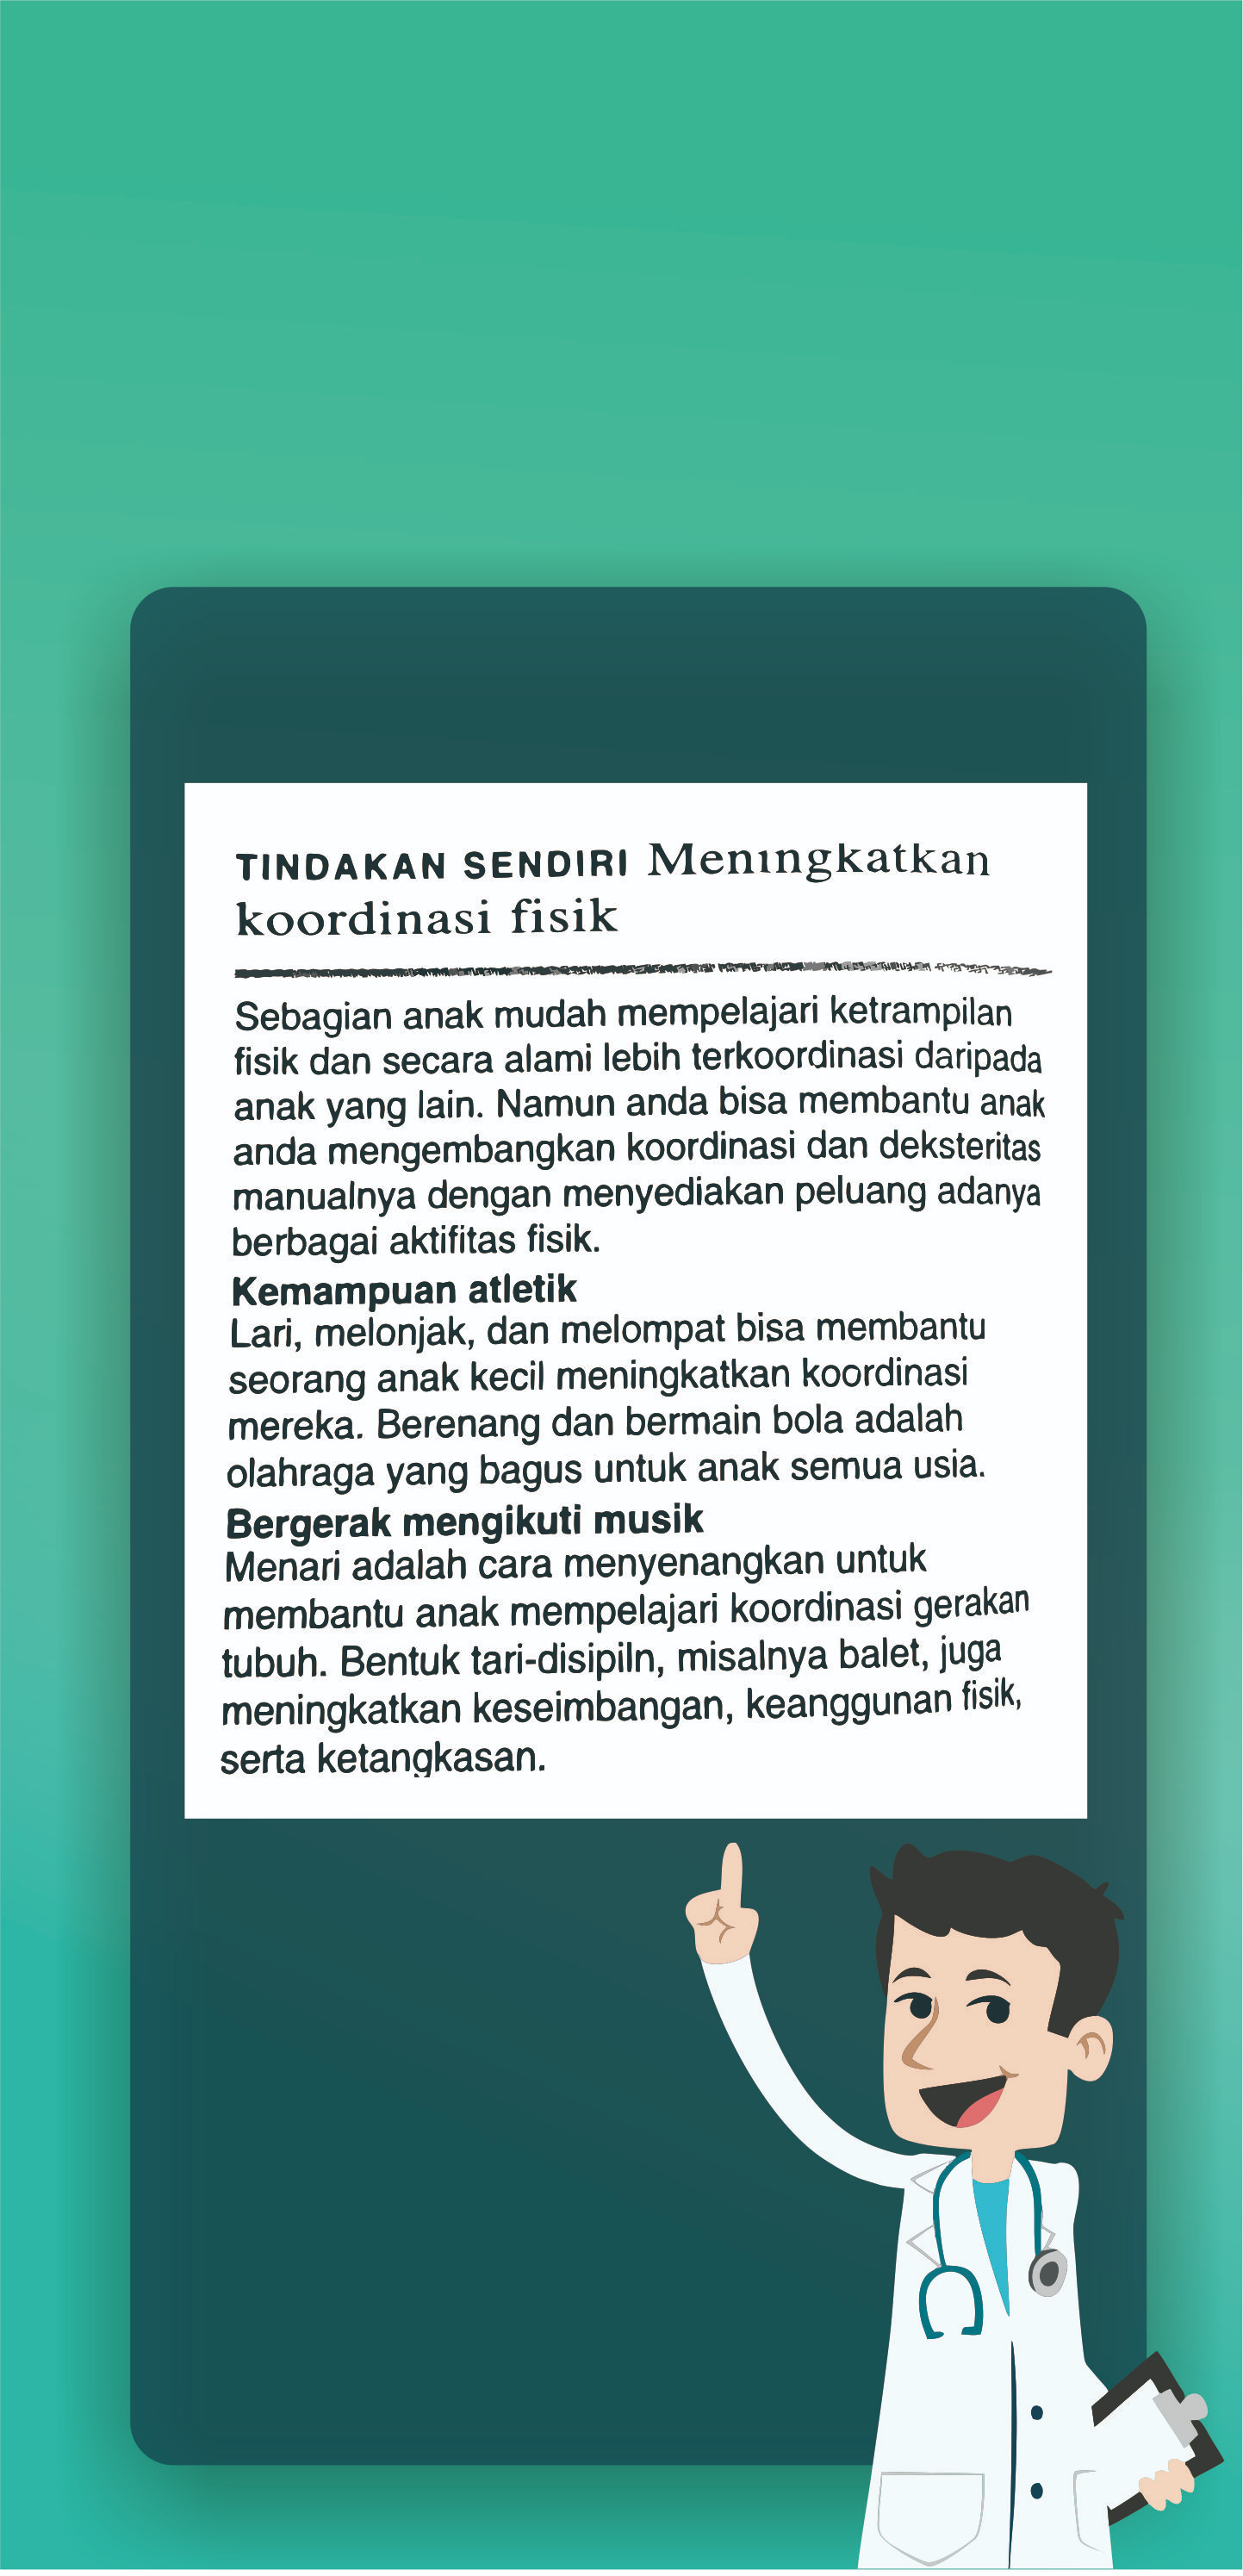 TINDAKAN SENDIRI Meningkatkan
koordinasi fisik
Sebagian anak mudah mempelajari ketrampilan
fisik dan secara alami lebih terkoordinasi daripada
anak yang lain. Namun anda bisa membantu anak
anda mengembangkan koordinasi dan deksteritas
manualnya dengan menyediakan peluang adanya
berbagai aktifitas fisik.
Kemampuan atletik
Lari, melonjak, dan melompat bisa membantu
seorang anak kecil meningkatkan koordinasi
mereka. Berenang dan bermain bola adalah
olahraga yang bagus untuk anak semua usia.
Bergerak mengikuti musik
Menari adalah cara menyenangkan untuk
membantu anak mempelajari koordinasi gerakan
tubuh. Bentuk tari-disipiln, misalnya balet, juga
meningkatkan keseimbangan, keanggunan fisik,
serta ketangkasan.